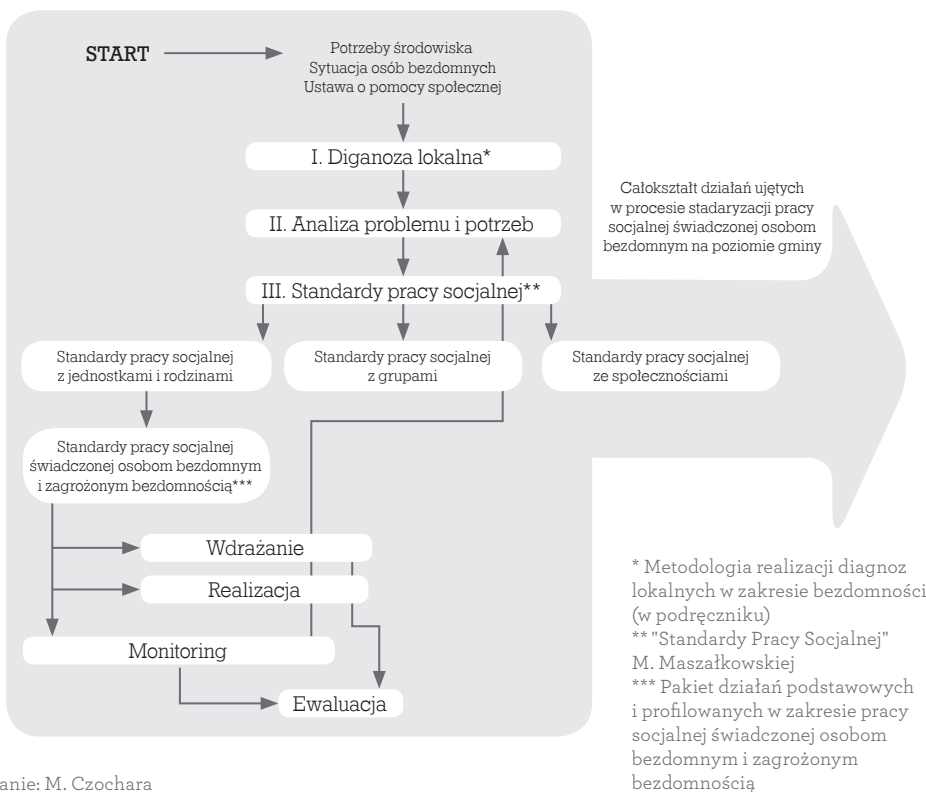 START
Potrzeby środowiska
Sytuacja osób bezdomnych
Ustawa o pomocy społecznej
I. Diganoza lokalna*
II. Analiza problemu i potrzeb
III. Standardy pracy socjalnej**
Standardy pracy socjalnej
z jednostkami i rodzinami
Standardy pracy socjalnej
z grupami
Standardy pracy socjalnej
ze społecznościami
Standardy pracy socjalnej
świadczonej osobom bezdomnym
i zagrożonym bezdomnością***
Wdrażanie
Realizacja
Monitoring
Ewaluacja
Całokształt działań ujętych
w procesie stadaryzacji pracy
socjalnej świadczonej osobom
bezdomnym na poziomie gminy
* Metodologia realizacji diagnoz
lokalnych w zakresie bezdomności
(w podręczniku)
** "Standardy Pracy Socjalnej"
M. Maszałkowskiej
*** Pakiet działań podstawowych
i profilowanych w zakresie pracy
socjalnej świadczonej osobom
bezdomnym i zagrożonym
bezdomnością
anie: M. Czochara